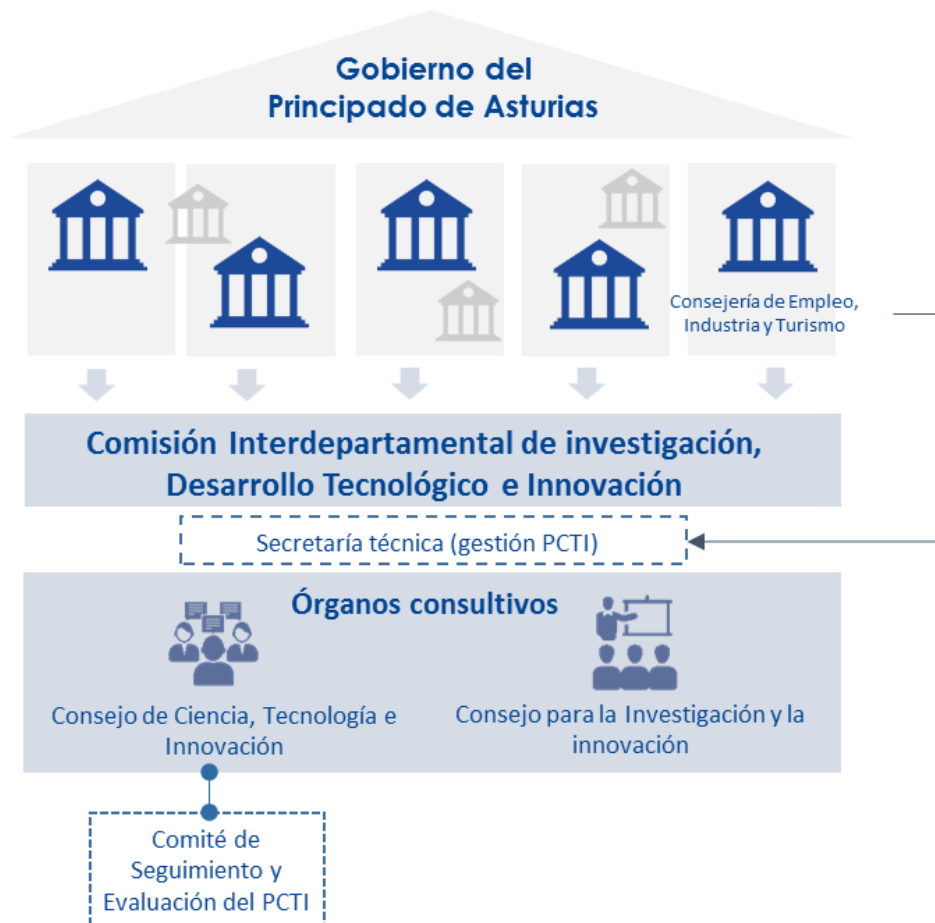 Gobierno del
Principado de Asturias
Consejería de Empleo,
Industria y Turismo
Comisión Interdepartamental de investigación,
Desarrollo Tecnológico e Innovación
Secretaría técnica (gestión PCTI)
Órganos consultivos
Consejo de Ciencia, Tecnología e
Innovación
Consejo para la Investigación y la
innovación
Comité de
Seguimiento y
Evaluación del PCTI